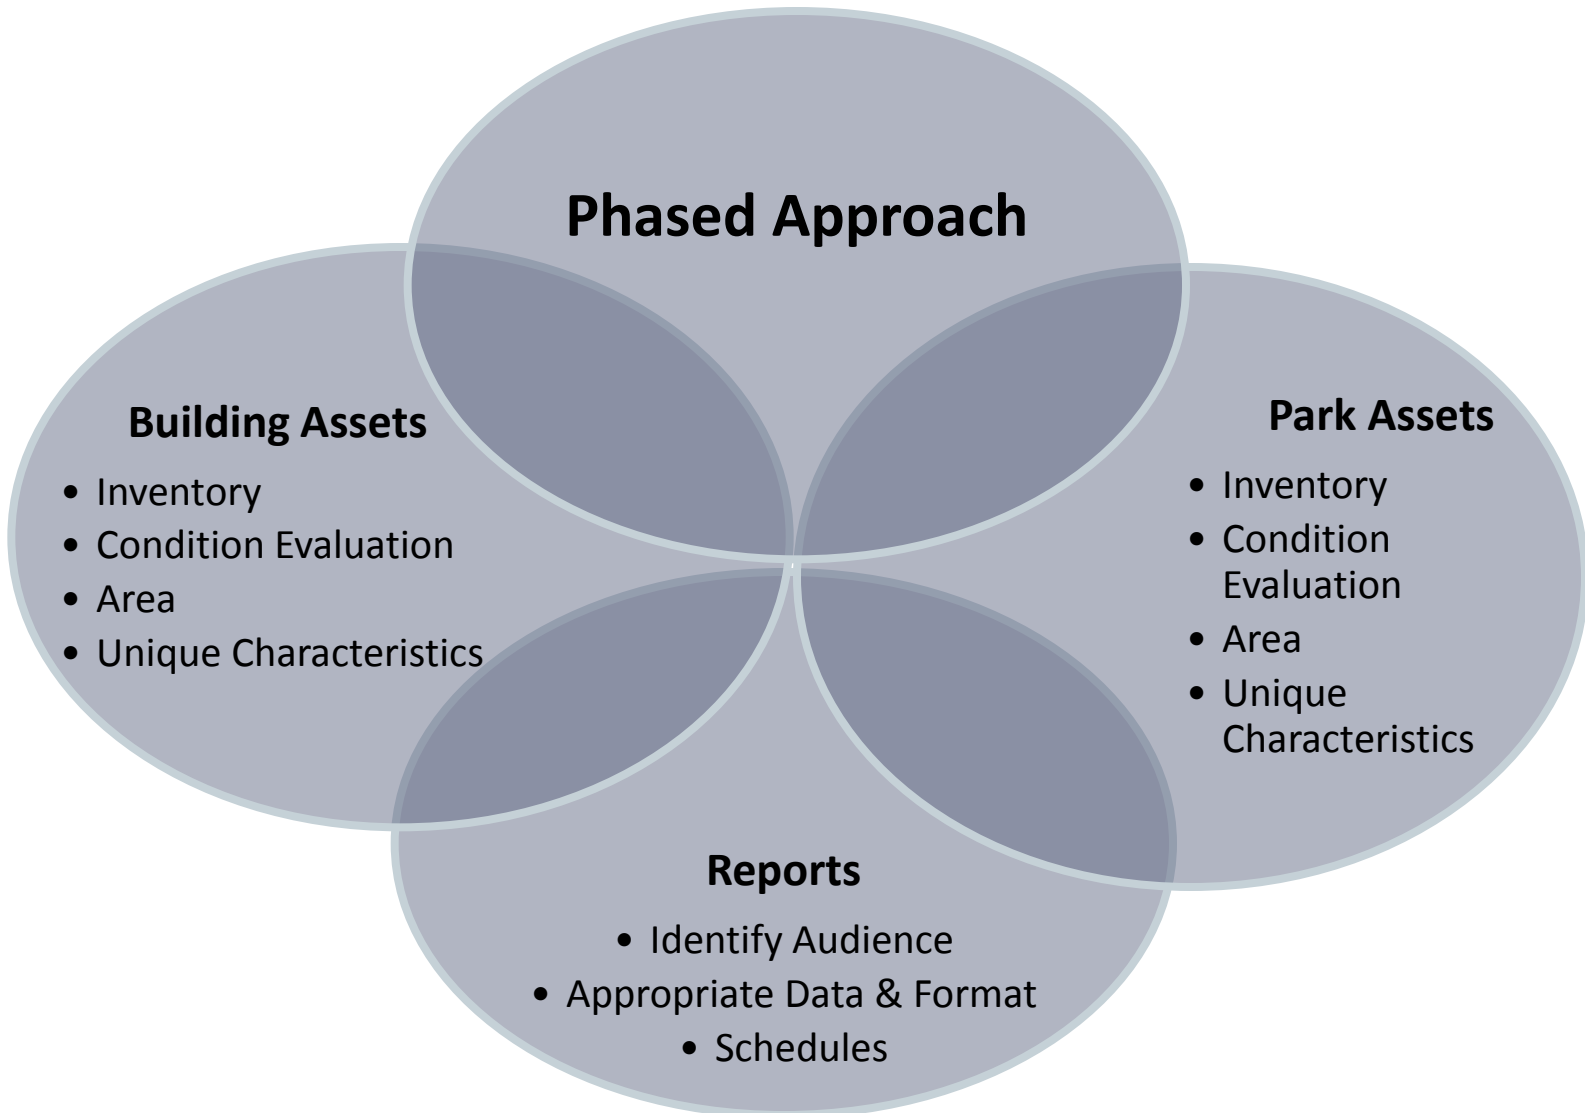 Phased Approach
Building Assets
• Inventory
• Condition Evaluation
• Area
• Unique Characteristics
Park Assets
• Inventory
• Condition
Evaluation
• Area
• Unique
Characteristics
Reports
• Identify Audience
• Appropriate Data & Format
• Schedules